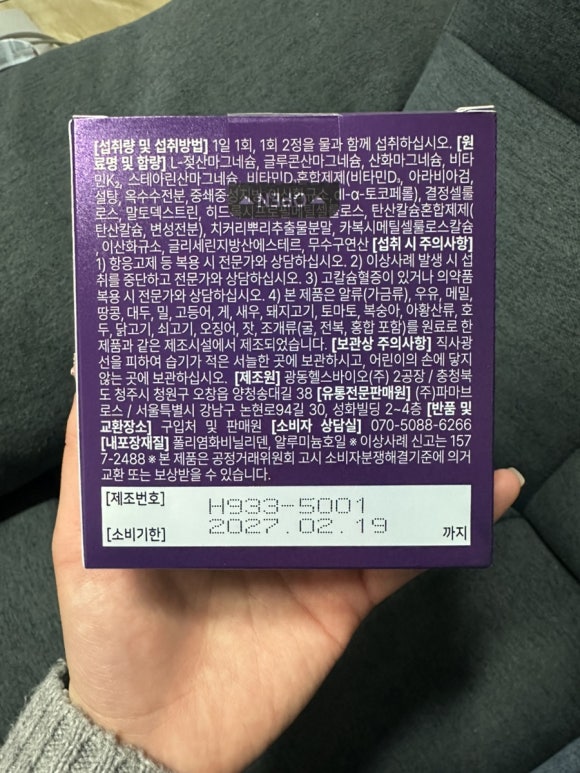 [섭취량 및 섭취방법] 1일 1회, 1회 2정을 물과 함께 섭취하십시오. [원
료명 및 함량] L-젖산마그네슘, 글루콘산마그네슘, 산화마그네슘, 비타
민K₂, 스테아린산마그네슘, 비타민D₃혼합제제(비타민D₃, 아라비아검,
설탕, 옥수수전분, 중쇄중 dl-α-토코페롤), 결정셀룰
OPEN
로스, 말토덱스트린, 히드 로스, 탄산칼슘혼합제제(
탄산칼슘, 변성전분), 치커리뿌리추출물분말, 카복시메틸셀룰로스칼슘
, 이산화규소, 글리세린지방산에스테르, 무수구연산 [섭취 시 주의사항]
1) 항응고제 등 복용 시 전문가와 상담하십시오. 2) 이상사례 발생 시 섭
취를 중단하고 전문가와 상담하십시오. 3) 고칼슘혈증이 있거나 의약품
복용 시 전문가와 상담하십시오. 4) 본 제품은 알류(가금류), 우유, 메밀,
땅콩, 대두, 밀, 고등어, 게, 새우, 돼지고기, 토마토, 복숭아, 아황산류, 호
두, 닭고기, 쇠고기, 오징어, 잣, 조개류(굴, 전복, 홍합 포함)를 원료로 한
제품과 같은 제조시설에서 제조되었습니다. [보관상 주의사항] 직사광
선을 피하여 습기가 적은 서늘한 곳에 보관하시고, 어린이의 손에 닿지
않는 곳에 보관하십시오. [제조원] 광동헬스바이오(주) 2공장 / 충청북
도 청주시 청원구 오창읍 양청송대길 38 [유통전문판매원] (주)파마브
로스 / 서울특별시 강남구 논현로94길 30, 성화빌딩 2~4층 [반품 및
교환장소] 구입처 및 판매원 [소비자 상담실] 070-5088-6266
[내포장재질] 폴리염화비닐리덴, 알루미늄호일 ※ 이상사례 신고는 157
7-2488 ※ 본 제품은 공정거래위원회 고시 소비자분쟁해결기준에 의거
교환 또는 보상받을 수 있습니다.
[제조번호] H933-5001
[소비기한] 2027.02.19 까지